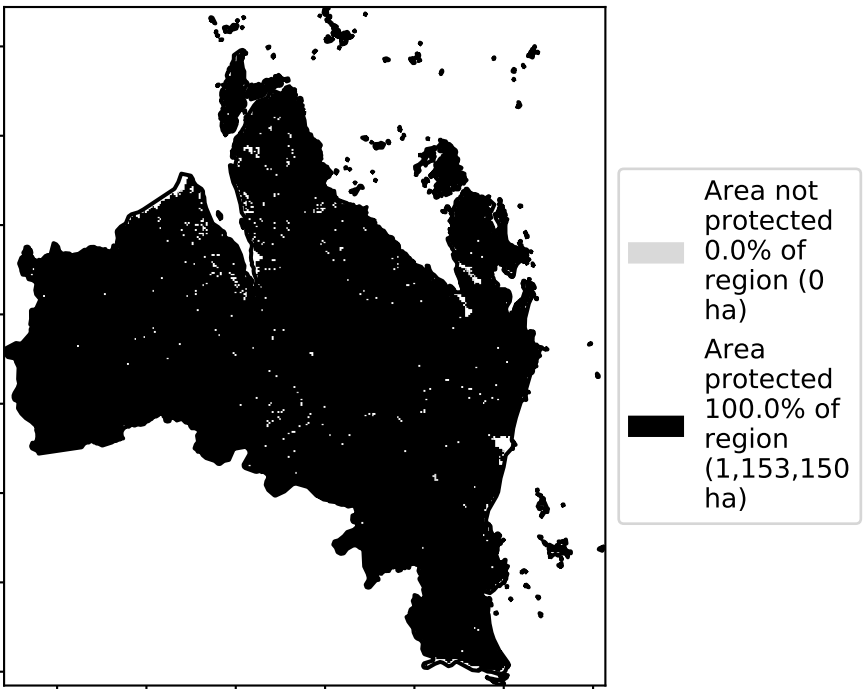 Area not
protected
0.0% of
region (0
ha)
Area
protected
100.0% of
region
(1,153,150
ha)